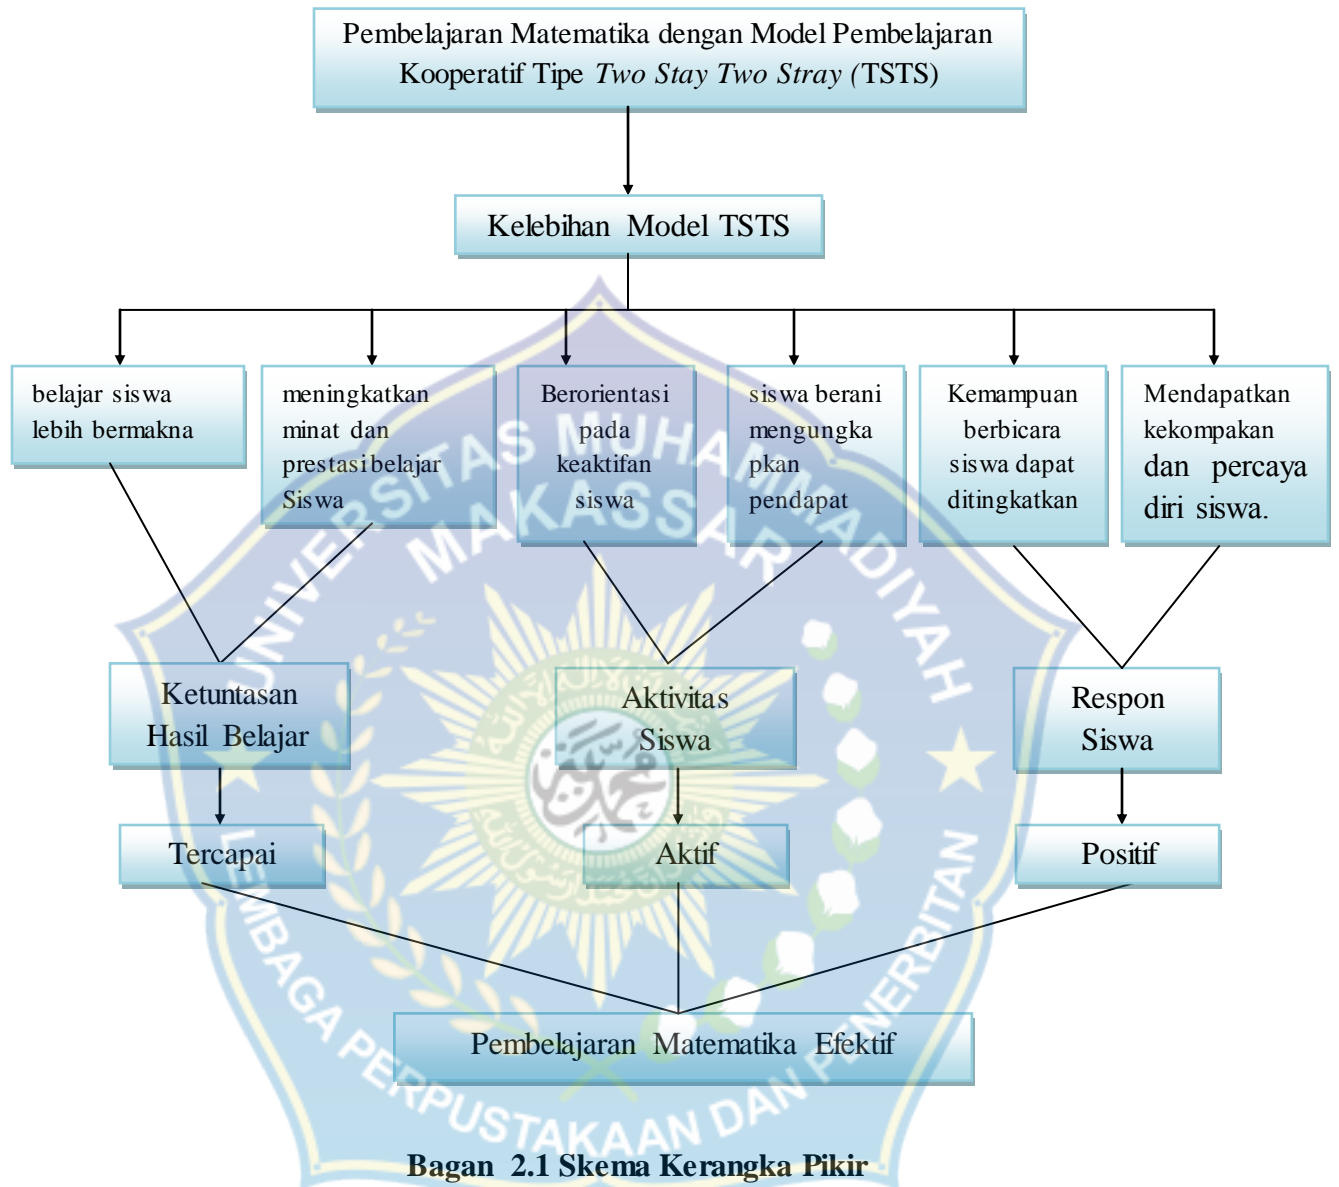 Pembelajaran Matematika dengan Model Pembelajaran
Kooperatif Tipe Two Stay Two Stray (TSTS)
Kelebihan Model TSTS
belajar siswa
lebih bermakna
meningkatkan
minat dan
prestasi belajar
Siswa
Berorientasi
pada
keaktifan
siswa
siswa berani
mengungka
pkan
pendapat
Kemampuan
berbicara
siswa dapat
ditingkatkan
Mendapatkan
kekompakan
dan percaya
diri siswa.
UNIVERSITAS MUHAMMADIYAH
MAKASSAR
Ketuntasan
Hasil Belajar
Aktivitas
Siswa
Respon
Siswa
محمد
Tercapai
Aktif
Positif
Pembelajaran Matematika Efektif
LEMBAGA PERPUSTAKAAN DAN PENERBITAN
Bagan 2.1 Skema Kerangka Pikir